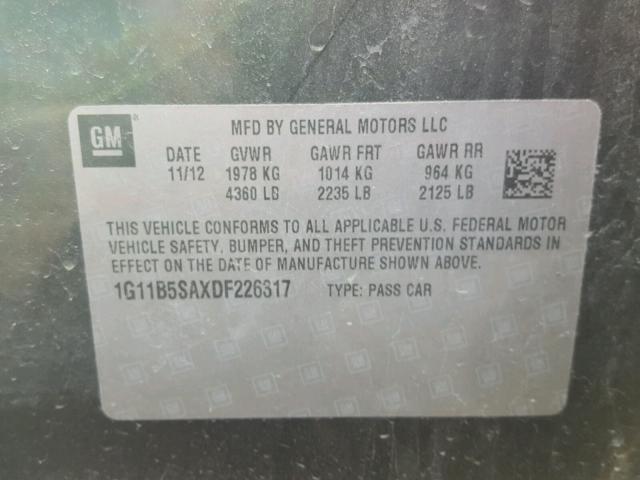 GM
MFD BY GENERAL MOTORS LLC
DATE GVWR GAWR FRT GAWR RR
11/12 1978 KG 1014 KG 964 KG
4360 LB 2235 LB 2125 LB
THIS VEHICLE CONFORMS TO ALL APPLICABLE U.S. FEDERAL MOTOR
VEHICLE SAFETY, BUMPER, AND THEFT PREVENTION STANDARDS IN
EFFECT ON THE DATE OF MANUFACTURE SHOWN ABOVE.
1G11B5SAXDF226317 TYPE: PASS CAR